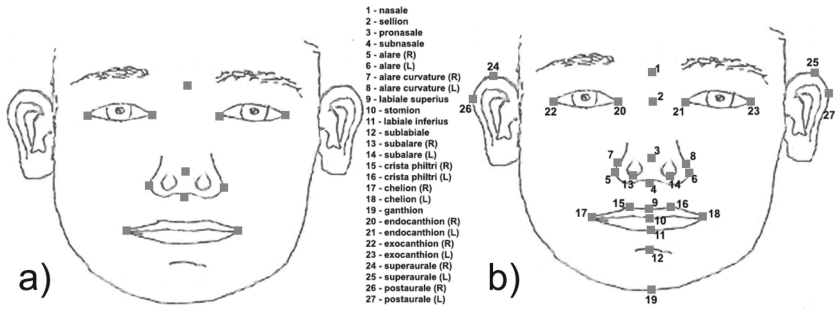 1 - nasale
2 - sellion
3 - pronasale
4 - subnasale
5 - alare (R)
6 - alare (L)
7 - alare curvature (R)
8 - alare curvature (L)
9 - labiale superius
10 - stomion
11 - labiale inferius
12 - sublabiale
13 - subalare (R)
14 - subalare (L)
15 - crista philtri (R)
16 - crista philtri (L)
17 - chelion (R)
18 - chelion (L)
19 - ganthion
20 - endocanthion (R)
21 - endocanthion (L)
22 - exocanthion (R)
23 - exocanthion (L)
24 - superaurale (R)
25 - superaurale (L)
26 - postaurale (R)
27 - postaurale (L)
a)
24
25
1
26
22
20
2
21
23
27
7
3
8
5
13
4
14
6
15
9
16
17
10
18
11
12
b)
19